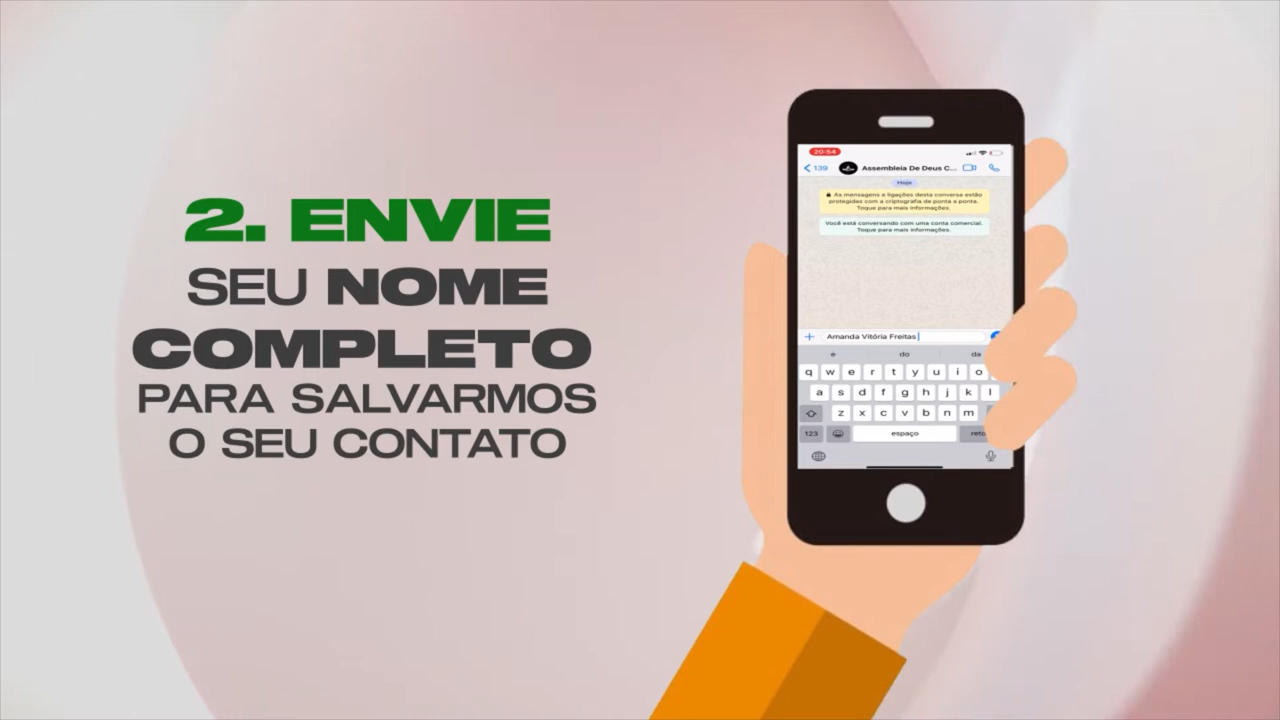 2. ENVIE
SEU NOME
COMPLETO
PARA SALVARMOS
O SEU CONTATO
20:54
139
Assembleia De Deus C...
Hoje
As mensagens e ligações desta conversa estão
protegidas com a criptografia de ponta a ponta.
Toque para mais informações.
Você está conversando com uma conta comercial.
Toque para mais informações.
Amanda Vitória Freitas
e do da
q w e r t y u i o
a s d f g h j k l
z x c v b n m
123 espaço